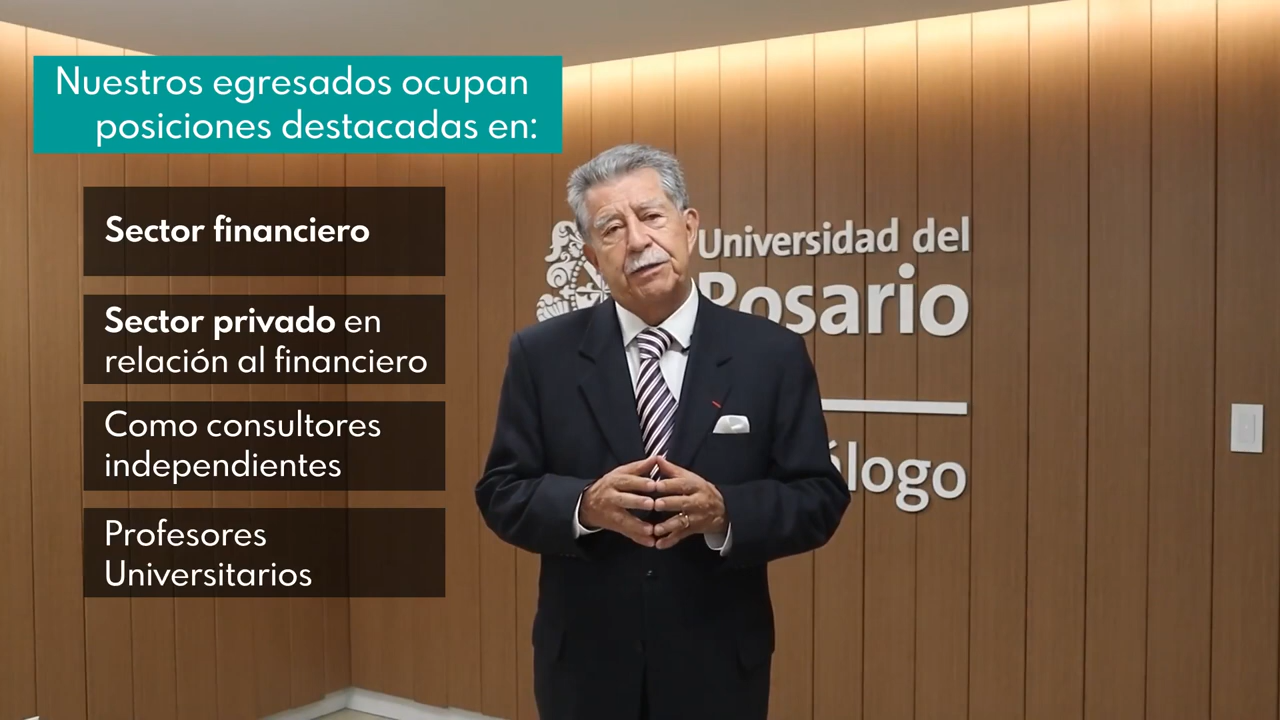 Nuestros egresados ocupan
posiciones destacadas en:
Sector financiero
Sector privado en
relación al financiero
Como consultores
independientes
Profesores
Universitarios
Universidad del
Rosario